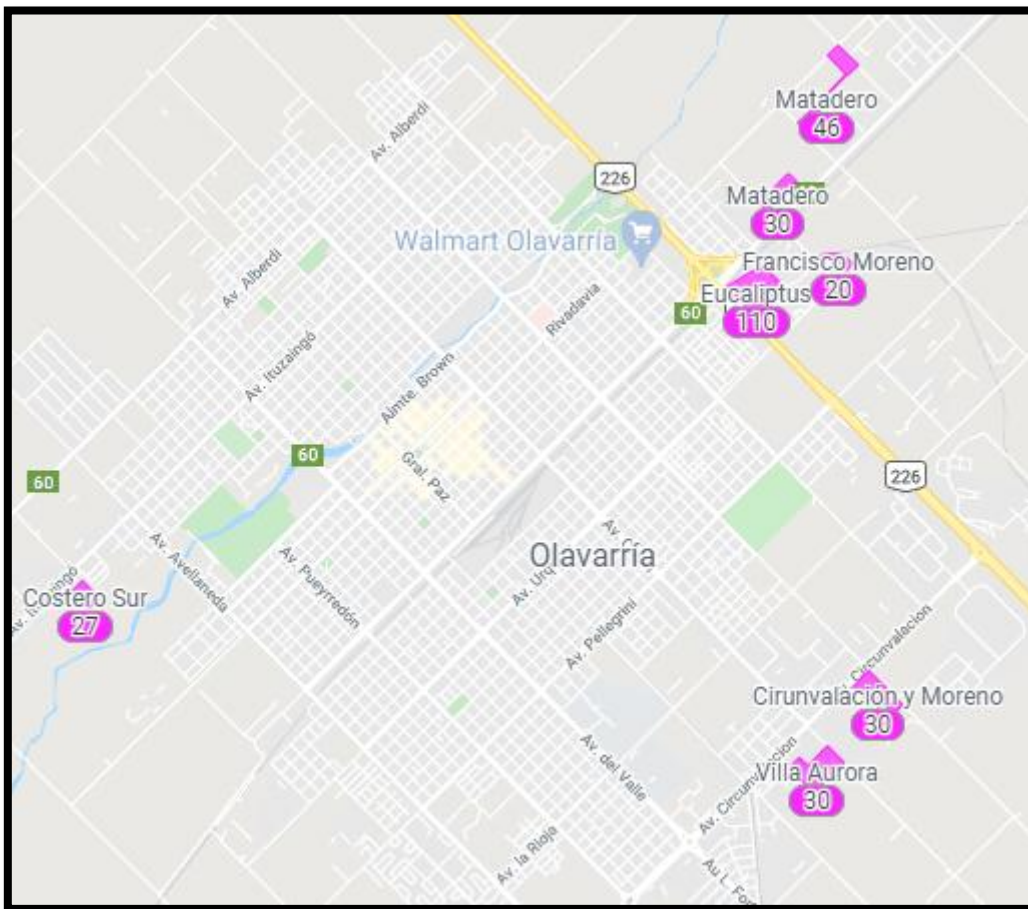 Matadero
46
Av. Alberdi
226
Matadero
30
Walmart Olavarría
Francisco Moreno
20
Av. Alberdi
Eucaliptus
110
60
Rivadavia
Av. Ituzaingó
Almte. Brown
60
60
Gral. Paz
226
Av. Avellaneda
Av. Pueyrredón
Olavarría
Av. Urq
Costero Sur
27
Av. Pellegrini
Circunvalacion
Cirunvalación y Moreno
30
Av. del Valle
Villa Aurora
30
Av. Circunvalacion
Av. la Rioja